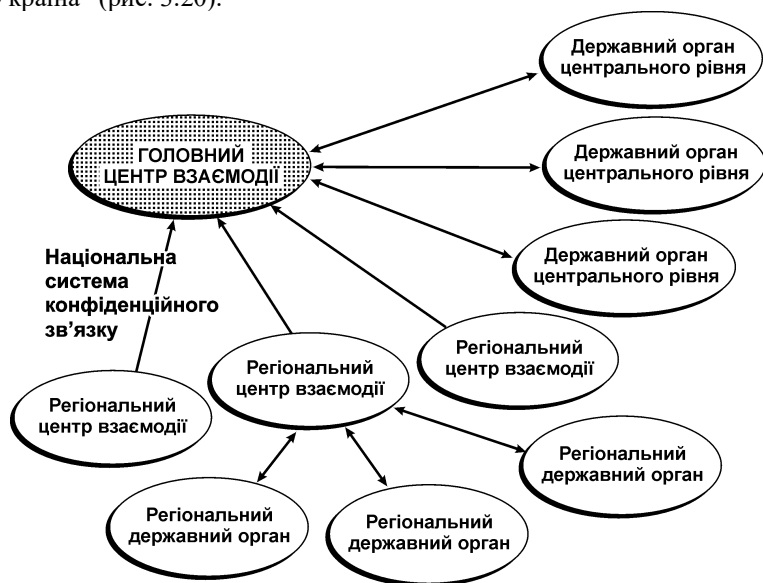 (рис. 3.20).
Державний орган
центрального рівня
ГОЛОВНИЙ
ЦЕНТР ВЗАЄМОДІЇ
Державний орган
центрального рівня
Національна
система
конфіденційного
зв’язку
Державний орган
центрального рівня
Регіональний
центр взаємодії
Регіональний
центр взаємодії
Регіональний
центр взаємодії
Регіональний
державний орган
Регіональний
державний орган
Регіональний
державний орган